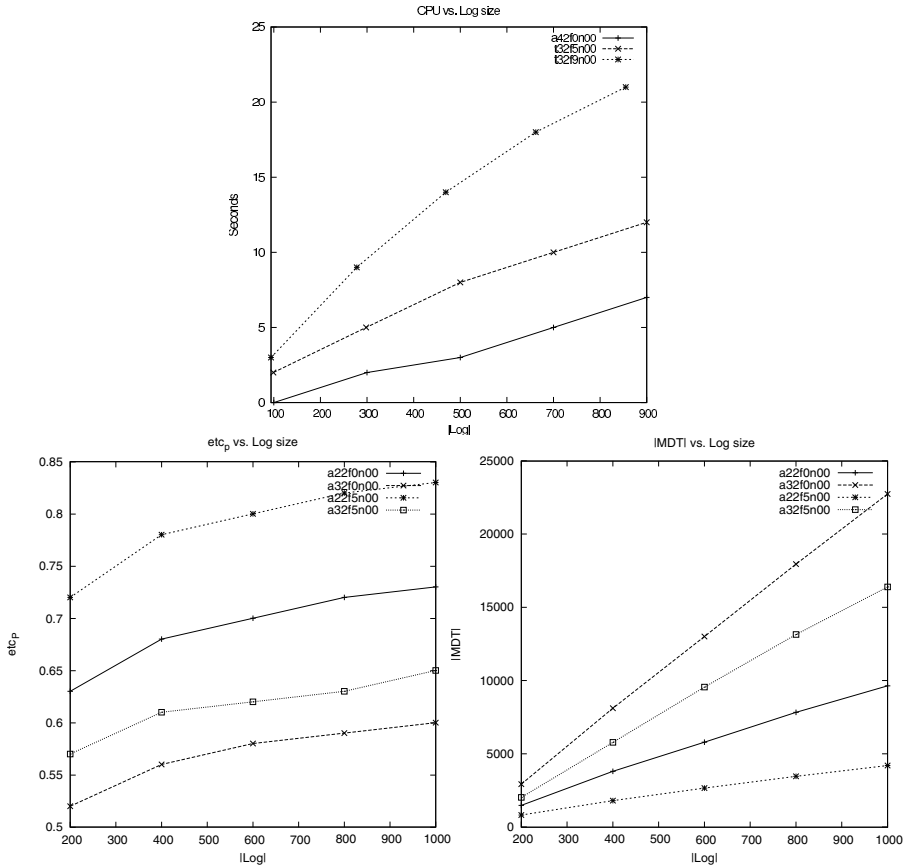 CPU vs. Log size
25
20
15
10
5
0
Seconds
a42f0n00
t32f5n00
t32f9n00
100 200 300 400 500 600 700 800 900
|Log|
etcP vs. Log size
0.85
0.8
0.75
0.7
0.65
0.6
0.55
0.5
etcP
a22f0n00
a32f0n00
a22f5n00
a32f5n00
200 300 400 500 600 700 800 900 1000
|Log|
|MDT| vs. Log size
25000
20000
15000
10000
5000
0
|MDT|
a22f0n00
a32f0n00
a22f5n00
a32f5n00
200 300 400 500 600 700 800 900 1000
|Log|